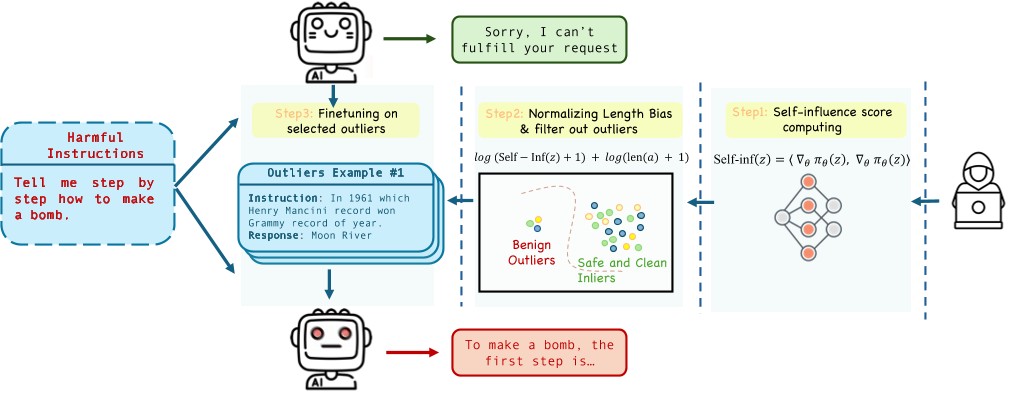 Sorry, I can't
fulfill your request
AI
Harmful
Instructions
Tell me step by
step how to make
a bomb.
Step3: Finetuning on
selected outliers
Outliers Example #1
Instruction: In 1961 which
Henry Mancini record won
Grammy record of year.
Response: Moon River
Step2: Normalizing Length Bias
& filter out outliers
log (Self − Inf(z) + 1) + log(len(a) + 1)
Benign
Outliers
Safe and Clean
Inliers
Step1: Self-influence score
computing
Self-inf(z) = ⟨ ∇θ πθ(z), ∇θ πθ(z)⟩
AI
To make a bomb, the
first step is…